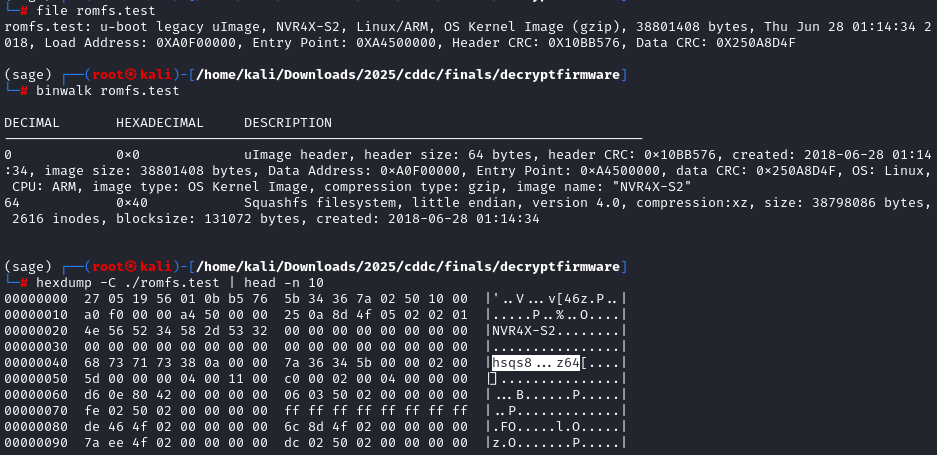 └─# file romfs.test
romfs.test: u-boot legacy uImage, NVR4X-S2, Linux/ARM, OS Kernel Image (gzip), 38801408 bytes, Thu Jun 28 01:14:34 2
018, Load Address: 0XA0F00000, Entry Point: 0XA4500000, Header CRC: 0X10BB576, Data CRC: 0X250A8D4F
(sage) ┌──(root㉿kali)-[/home/kali/Downloads/2025/cddc/finals/decryptfirmware]
└─# binwalk romfs.test
DECIMAL       HEXADECIMAL     DESCRIPTION
--------------------------------------------------------------------------------
0             0x0             uImage header, header size: 64 bytes, header CRC: 0x10BB576, created: 2018-06-28 01:14
:34, image size: 38801408 bytes, Data Address: 0xA0F00000, Entry Point: 0xA4500000, data CRC: 0x250A8D4F, OS: Linux,
 CPU: ARM, image type: OS Kernel Image, compression type: gzip, image name: "NVR4X-S2"
64            0x40            Squashfs filesystem, little endian, version 4.0, compression:xz, size: 38798086 bytes,
 2616 inodes, blocksize: 131072 bytes, created: 2018-06-28 01:14:34
(sage) ┌──(root㉿kali)-[/home/kali/Downloads/2025/cddc/finals/decryptfirmware]
└─# hexdump -C ./romfs.test | head -n 10
00000000  27 05 19 56 01 0b b5 76  5b 34 36 7a 02 50 10 00  |'..V...v[46z.P..|
00000010  a0 f0 00 00 a4 50 00 00  25 0a 8d 4f 05 02 02 01  |.....P..%..O....|
00000020  4e 56 52 34 58 2d 53 32  00 00 00 00 00 00 00 00  |NVR4X-S2........|
00000030  00 00 00 00 00 00 00 00  00 00 00 00 00 00 00 00  |................|
00000040  68 73 71 73 38 0a 00 00  7a 36 34 5b 00 00 02 00  |hsqs8...z64[....|
00000050  5d 00 00 00 04 00 11 00  c0 00 02 00 04 00 00 00  |]...............|
00000060  d6 0e 80 42 00 00 00 00  06 03 50 02 00 00 00 00  |...B......P.....|
00000070  fe 02 50 02 00 00 00 00  ff ff ff ff ff ff ff ff  |..P.............|
00000080  de 46 4f 02 00 00 00 00  6c 8d 4f 02 00 00 00 00  |.FO.....l.O.....|
00000090  7a ee 4f 02 00 00 00 00  dc 02 50 02 00 00 00 00  |z.O.......P.....|